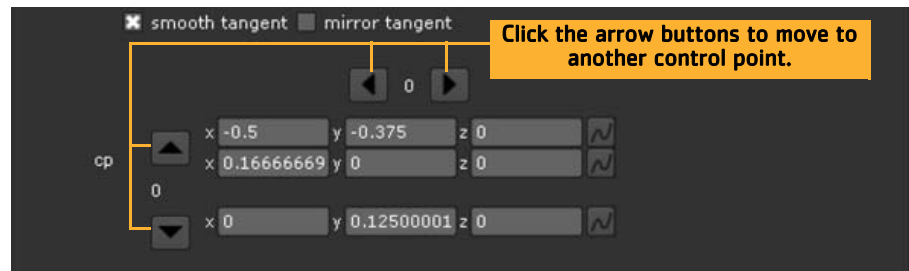 smooth tangent mirror tangent
Click the arrow buttons to move to
another control point.
0
x -0.5 y -0.375 z 0
cp
x 0.16666669 y 0 z 0
0
x 0 y 0.12500001 z 0